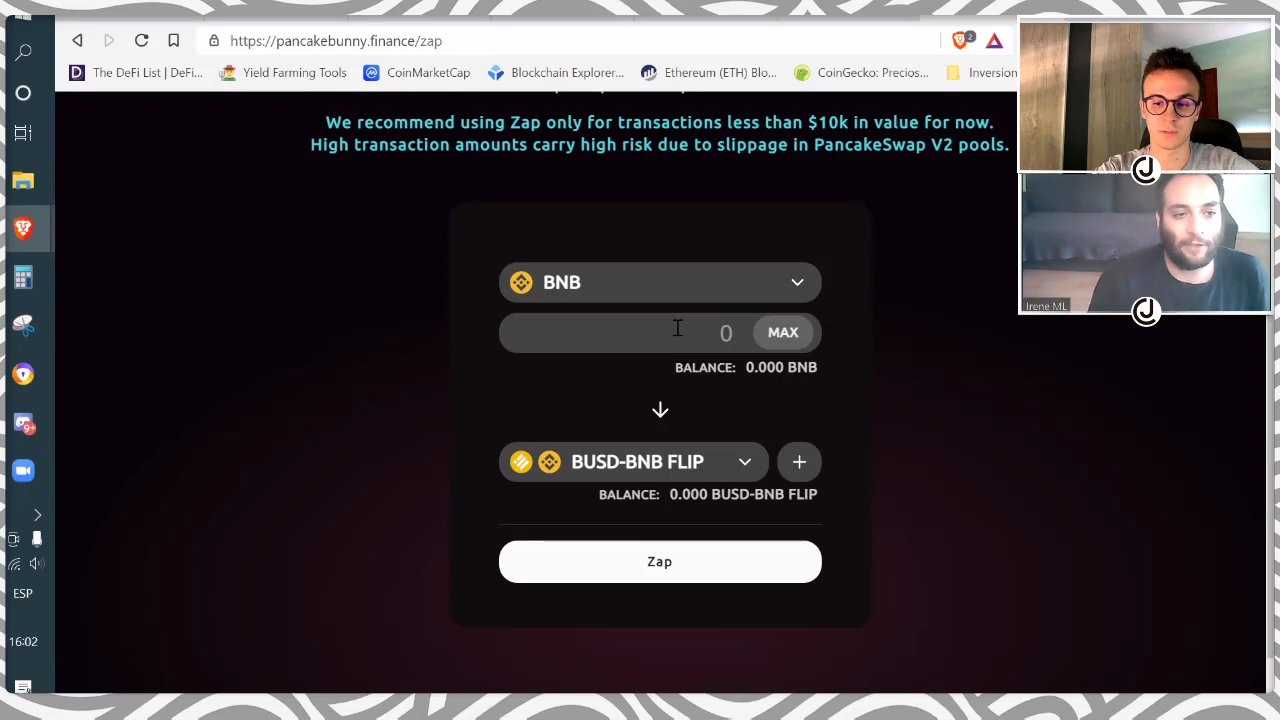 https://pancakebunny.finance/zap
2
The DeFi List | DeFi...
Yield Farming Tools
CoinMarketCap
Blockchain Explorer...
Ethereum (ETH) Blo...
CoinGecko: Precios...
Inversion
We recommend using Zap only for transactions less than $10k in value for now.
High transaction amounts carry high risk due to slippage in PancakeSwap V2 pools.
BNB
0
MAX
BALANCE: 0.000 BNB
BUSD-BNB FLIP
+
BALANCE: 0.000 BUSD-BNB FLIP
Zap
Irene ML
9+
ESP
16:02